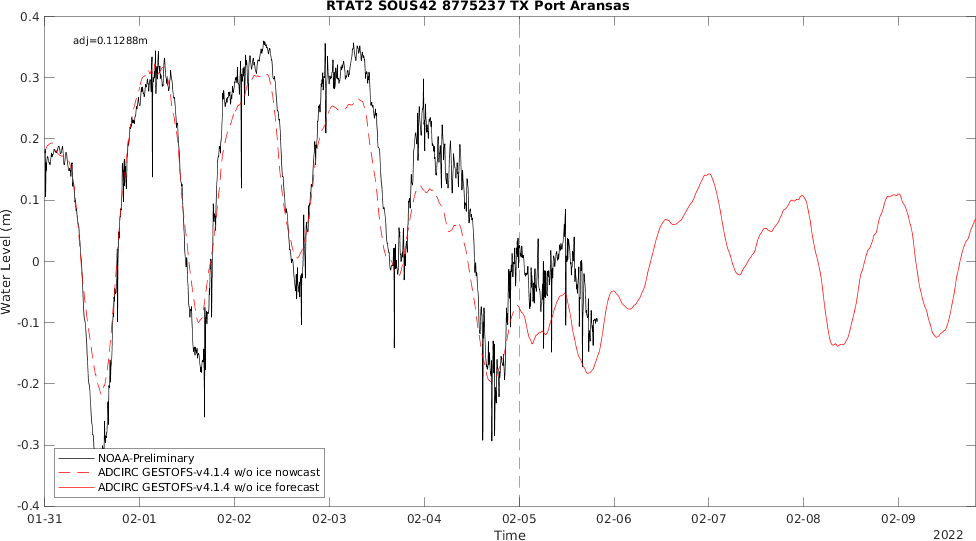 RTAT2 SOUS42 8775237 TX Port Aransas
0.4
adj=0.11288m
0.3
0.2
0.1
0
-0.1
-0.2
-0.3
-0.4
Water Level (m)
NOAA-Preliminary
ADCIRC GESTOFS-v4.1.4 w/o ice nowcast
ADCIRC GESTOFS-v4.1.4 w/o ice forecast
01-31 02-01 02-02 02-03 02-04 02-05 02-06 02-07 02-08 02-09
Time
2022